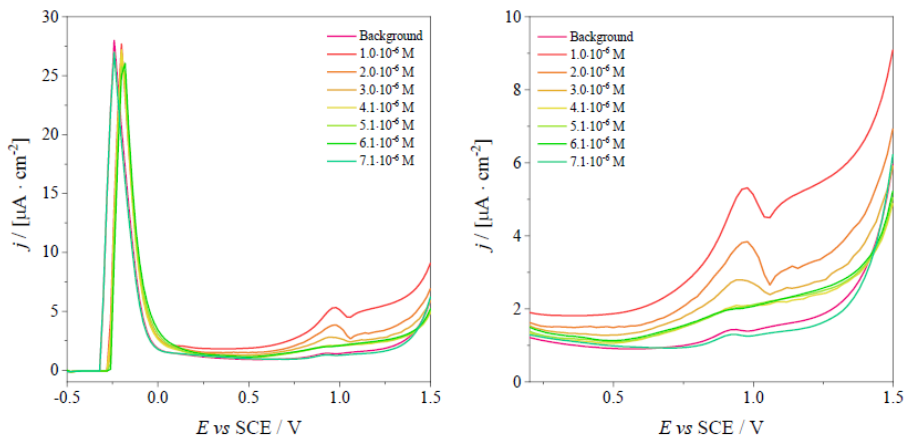 30
25
20
15
10
5
0
-0.5
0.0
0.5
1.0
1.5
j / [µA · cm⁻²]
E vs SCE / V
Background
1.0·10⁻⁶ M
2.0·10⁻⁶ M
3.0·10⁻⁶ M
4.1·10⁻⁶ M
5.1·10⁻⁶ M
6.1·10⁻⁶ M
7.1·10⁻⁶ M
10
8
6
4
2
0
0.5
1.0
1.5
j / [µA · cm⁻²]
E vs SCE / V
Background
1.0·10⁻⁶ M
2.0·10⁻⁶ M
3.0·10⁻⁶ M
4.1·10⁻⁶ M
5.1·10⁻⁶ M
6.1·10⁻⁶ M
7.1·10⁻⁶ M